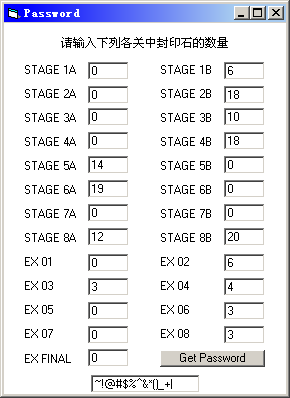 Password
请输入下列各关中封印石的数量
STAGE 1A 0 STAGE 1B 6
STAGE 2A 0 STAGE 2B 18
STAGE 3A 0 STAGE 3B 10
STAGE 4A 0 STAGE 4B 18
STAGE 5A 14 STAGE 5B 0
STAGE 6A 19 STAGE 6B 0
STAGE 7A 0 STAGE 7B 0
STAGE 8A 12 STAGE 8B 20
EX 01 0 EX 02 6
EX 03 3 EX 04 4
EX 05 0 EX 06 3
EX 07 0 EX 08 3
EX FINAL 0 Get Password
~!@#$%^&*()_+|